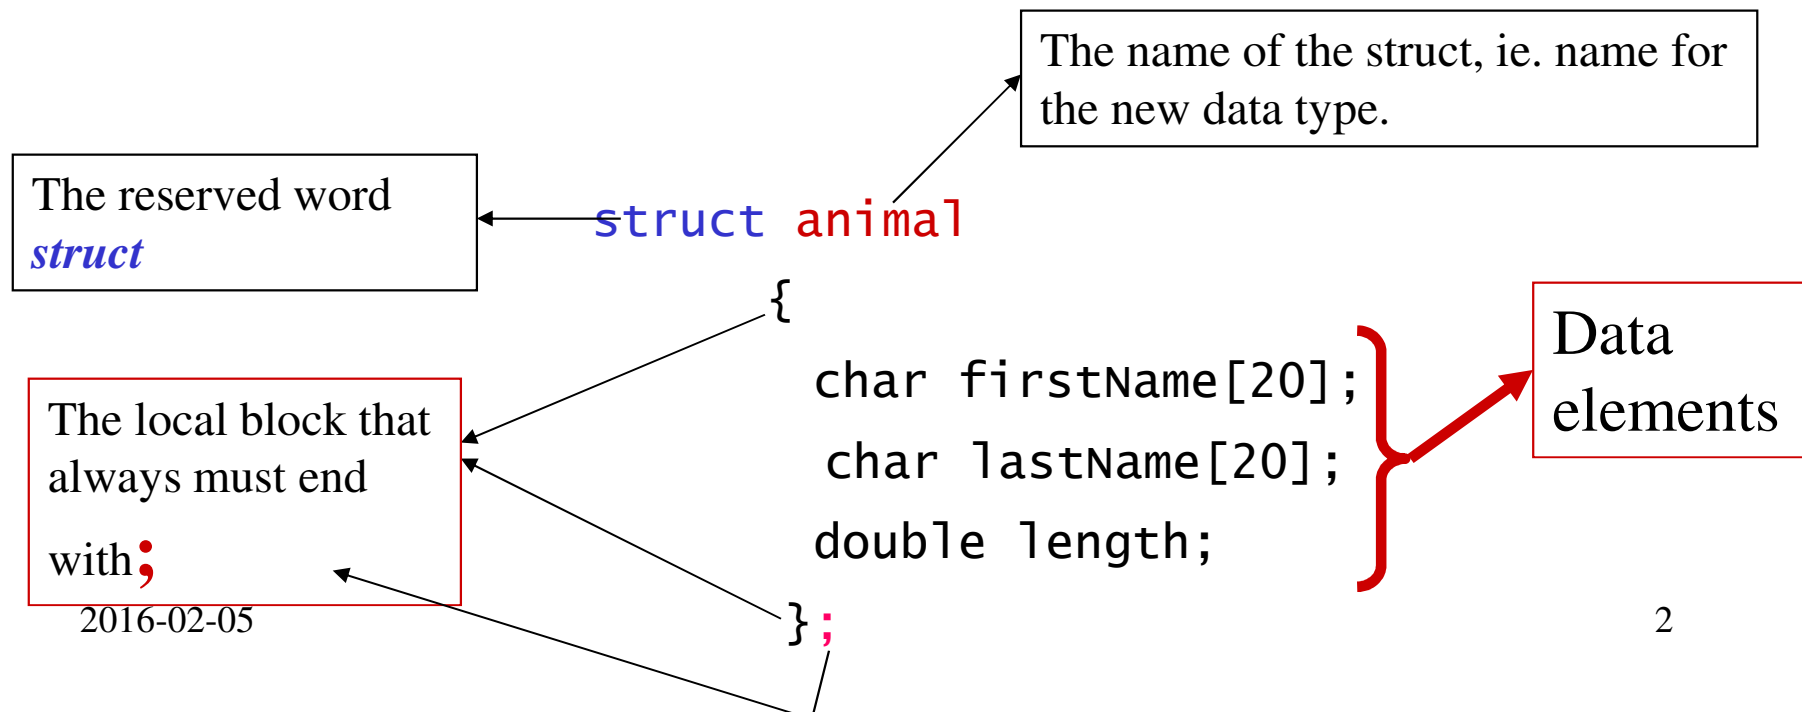 The name of the struct, ie. name for
the new data type.
The reserved word
struct
struct animal
{
char firstName[20];
char lastName[20];
double length;
};
Data
elements
The local block that
always must end
with;
2016-02-05
2